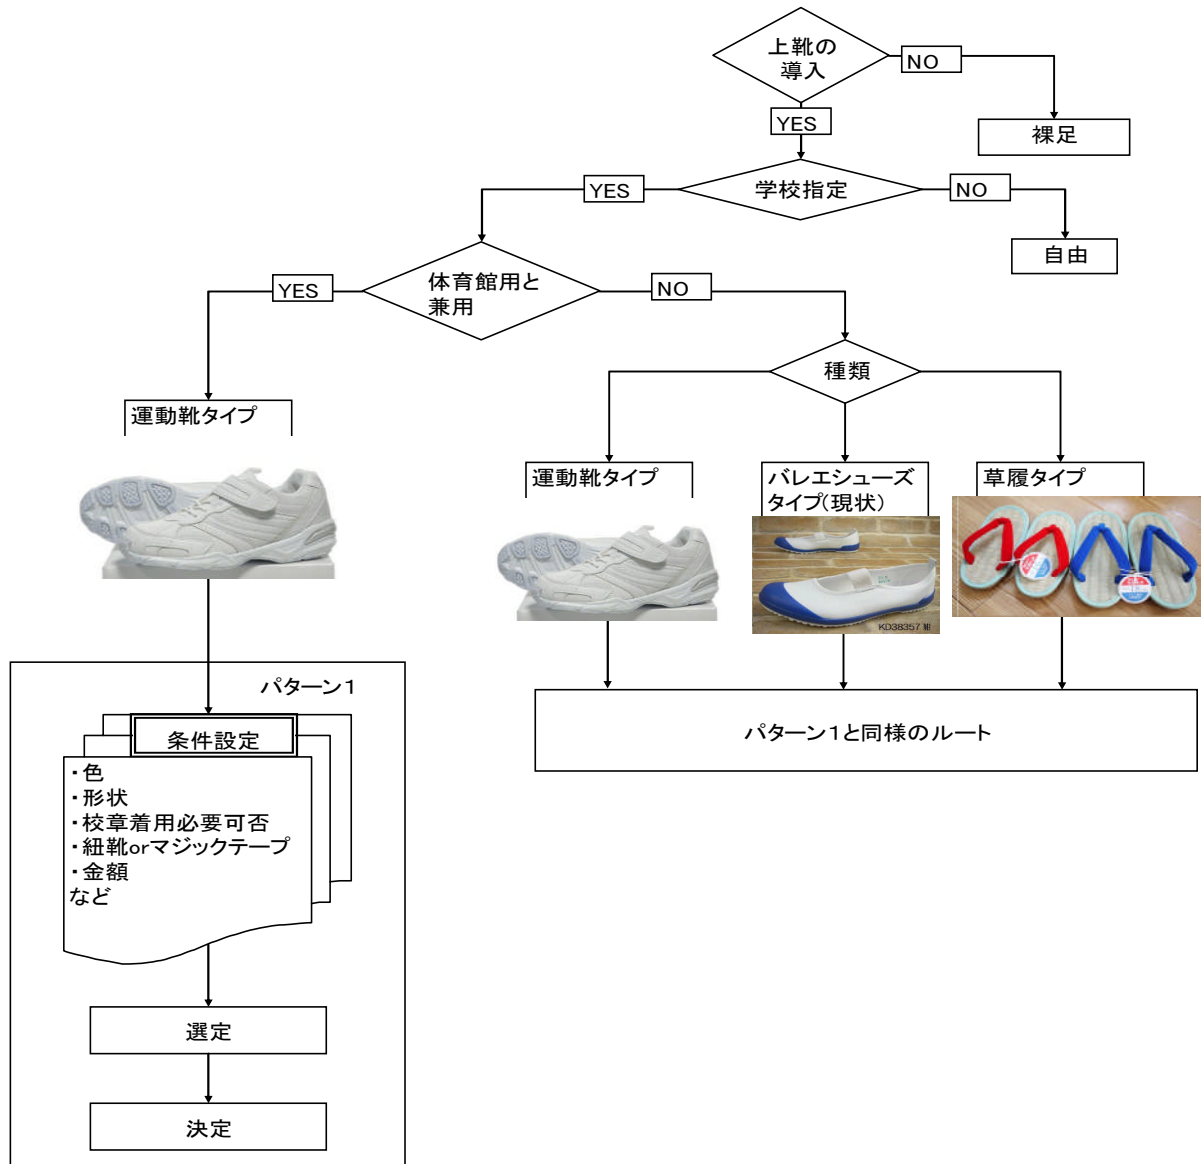 上靴の
導入
NO
YES
裸足
学校指定
YES
NO
自由
体育館用と
兼用
YES
NO
種類
運動靴タイプ
運動靴タイプ
バレエシューズ
タイプ(現状)
草履タイプ
KD38357 紺
パターン1
条件設定
・色
・形状
・校章着用必要可否
・紐靴orマジックテープ
・金額
など
パターン1と同様のルート
選定
決定